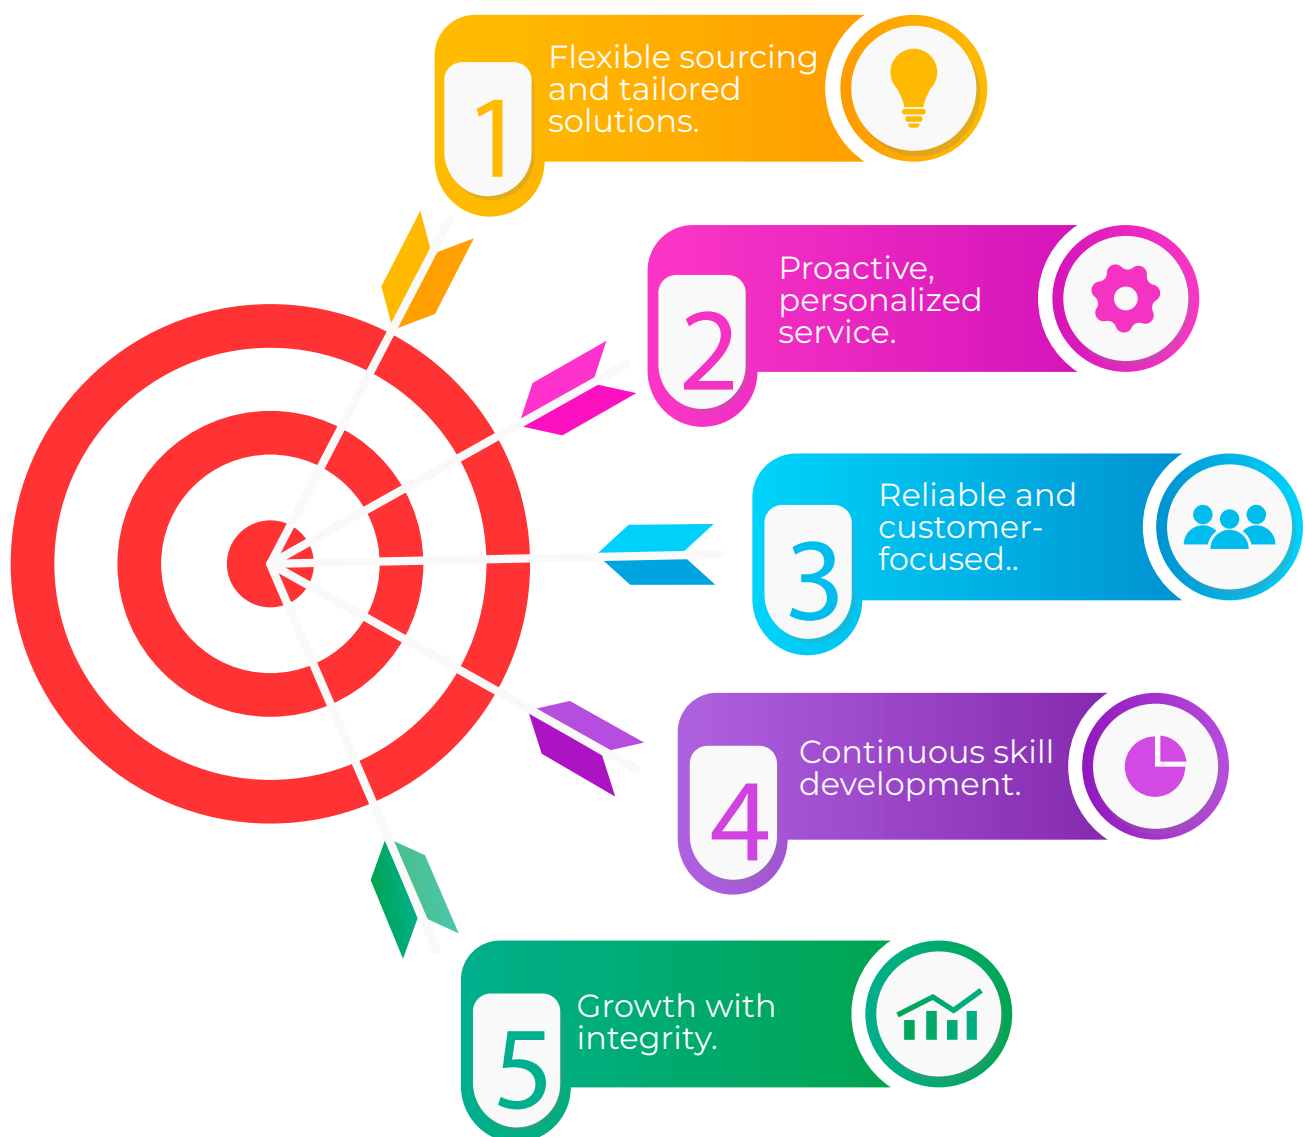 1
Flexible sourcing
and tailored
solutions.
2
Proactive,
personalized
service.
3
Reliable and
customer-
focused..
4
Continuous skill
development.
5
Growth with
integrity.